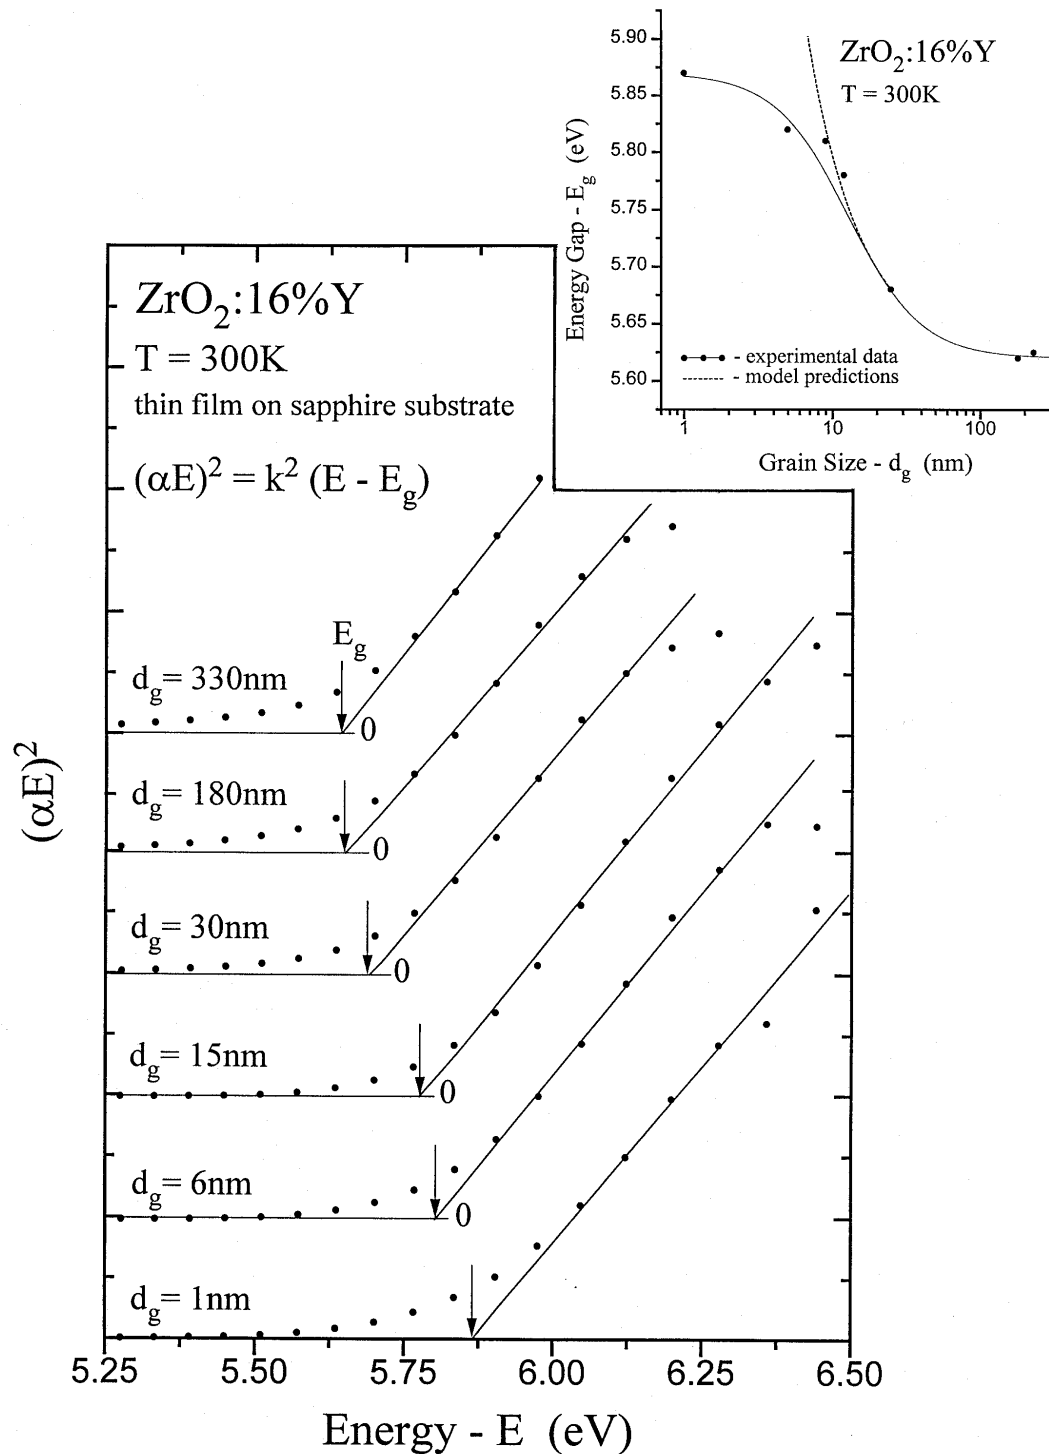 ZrO2:16%Y
T = 300K
5.90
5.85
5.80
5.75
5.70
5.65
5.60
Energy Gap - Eg (eV)
- experimental data
- model predictions
1 10 100
Grain Size - dg (nm)
ZrO2:16%Y
T = 300K
thin film on sapphire substrate
(αE)² = k² (E - Eg)
Eg
dg= 330nm
0
dg= 180nm
0
dg= 30nm
0
dg= 15nm
0
dg= 6nm
0
dg= 1nm
(αE)²
5.25 5.50 5.75 6.00 6.25 6.50
Energy - E (eV)